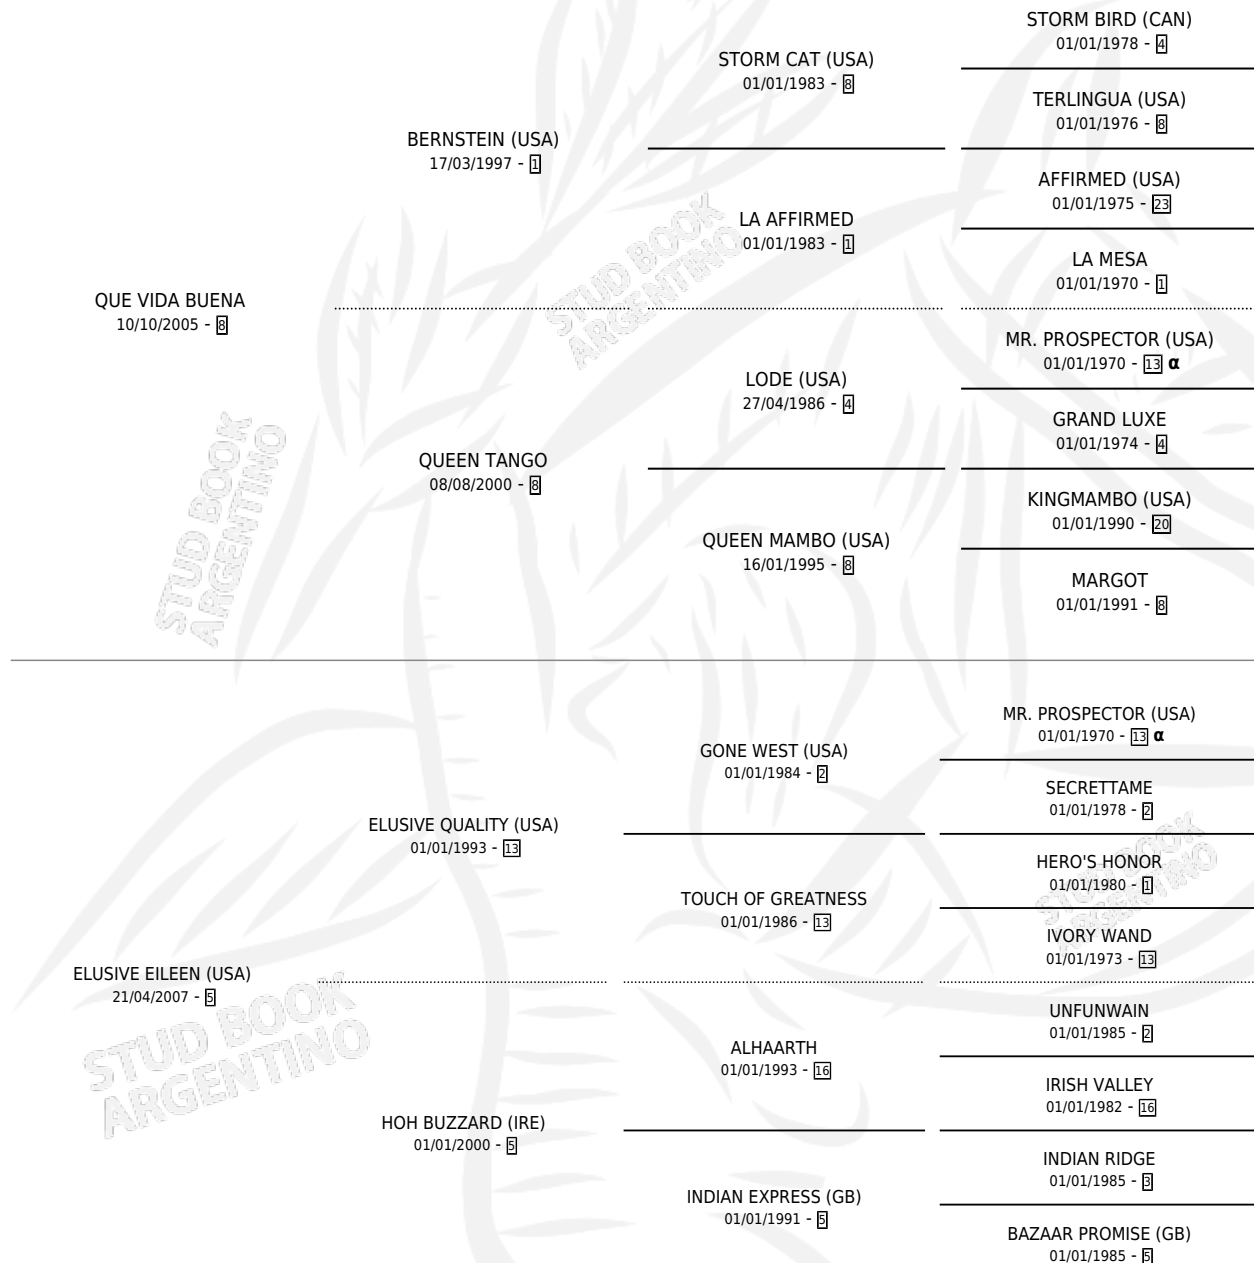 STORM BIRD (CAN)
01/01/1978 - 4
STORM CAT (USA)
01/01/1983 - 8
TERLINGUA (USA)
01/01/1976 - 8
BERNSTEIN (USA)
17/03/1997 - 1
AFFIRMED (USA)
01/01/1975 - 23
LA AFFIRMED
01/01/1983 - 1
LA MESA
01/01/1970 - 1
QUE VIDA BUENA
10/10/2005 - 8
MR. PROSPECTOR (USA)
01/01/1970 - 13 α
LODE (USA)
27/04/1986 - 4
GRAND LUXE
01/01/1974 - 4
QUEEN TANGO
08/08/2000 - 8
KINGMAMBO (USA)
01/01/1990 - 20
QUEEN MAMBO (USA)
16/01/1995 - 8
MARGOT
01/01/1991 - 8
MR. PROSPECTOR (USA)
01/01/1970 - 13 α
GONE WEST (USA)
01/01/1984 - 2
SECRETTAME
01/01/1978 - 2
ELUSIVE QUALITY (USA)
01/01/1993 - 13
HERO'S HONOR
01/01/1980 - 1
TOUCH OF GREATNESS
01/01/1986 - 13
IVORY WAND
01/01/1973 - 13
ELUSIVE EILEEN (USA)
21/04/2007 - 5
UNFUNWAIN
01/01/1985 - 2
ALHAARTH
01/01/1993 - 16
IRISH VALLEY
01/01/1982 - 16
HOH BUZZARD (IRE)
01/01/2000 - 5
INDIAN RIDGE
01/01/1985 - 3
INDIAN EXPRESS (GB)
01/01/1991 - 5
BAZAAR PROMISE (GB)
01/01/1985 - 5
STUD BOOK
ARGENTINO
STUD BOOK
ARGENTINO
STUD BOOK
ARGENTINO
STUD BOOK
ARGENTINO